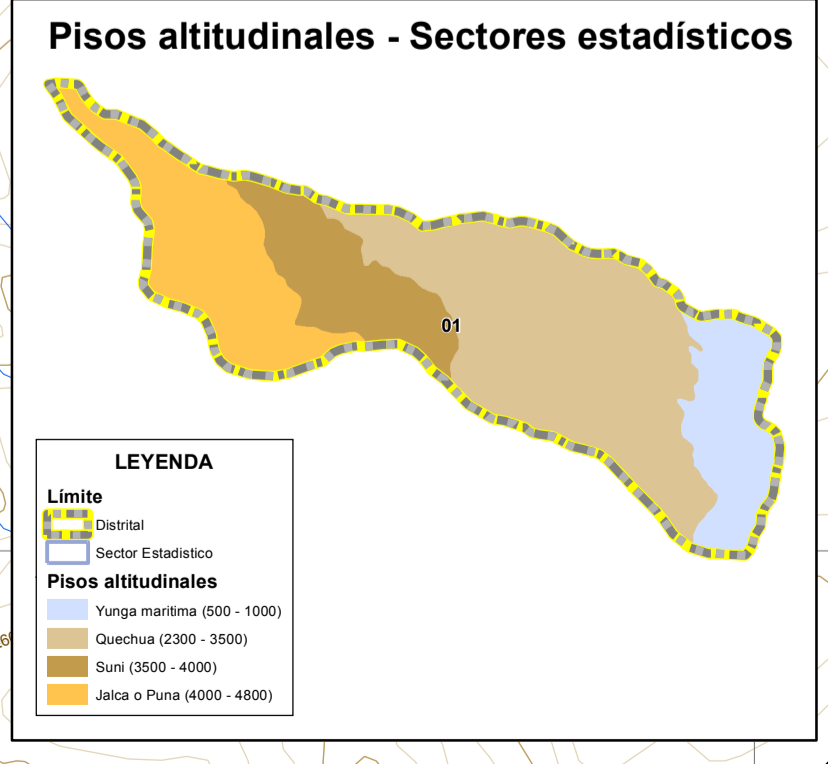 Pisos altitudinales - Sectores estadísticos
01
LEYENDA
Límite
Distrital
Sector Estadistico
Pisos altitudinales
Yunga maritima (500 - 1000)
Quechua (2300 - 3500)
Suni (3500 - 4000)
Jalca o Puna (4000 - 4800)